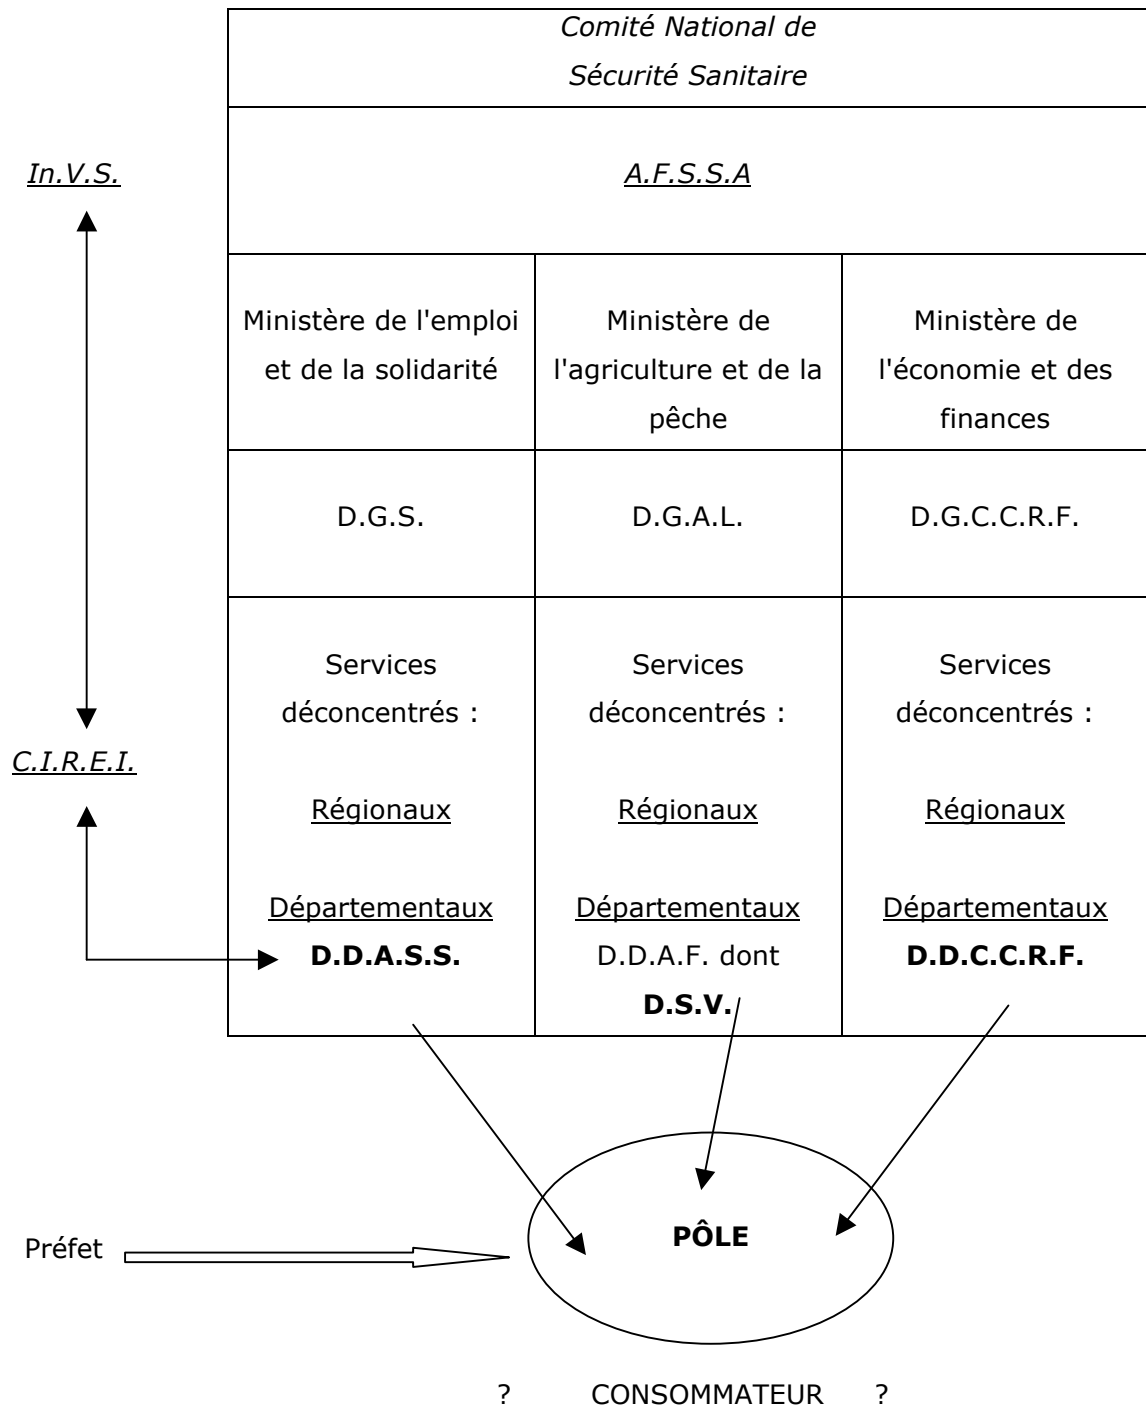 Comité National de
Sécurité Sanitaire
In.V.S.
A.F.S.S.A
Ministère de l'emploi
et de la solidarité
Ministère de
l'agriculture et de la
pêche
Ministère de
l'économie et des
finances
D.G.S.
D.G.A.L.
D.G.C.C.R.F.
C.I.R.E.I.
Services
déconcentrés :
Régionaux
Départementaux
D.D.A.S.S.
Services
déconcentrés :
Régionaux
Départementaux
D.D.A.F. dont
D.S.V.
Services
déconcentrés :
Régionaux
Départementaux
D.D.C.C.R.F.
Préfet
PÔLE
? CONSOMMATEUR ?